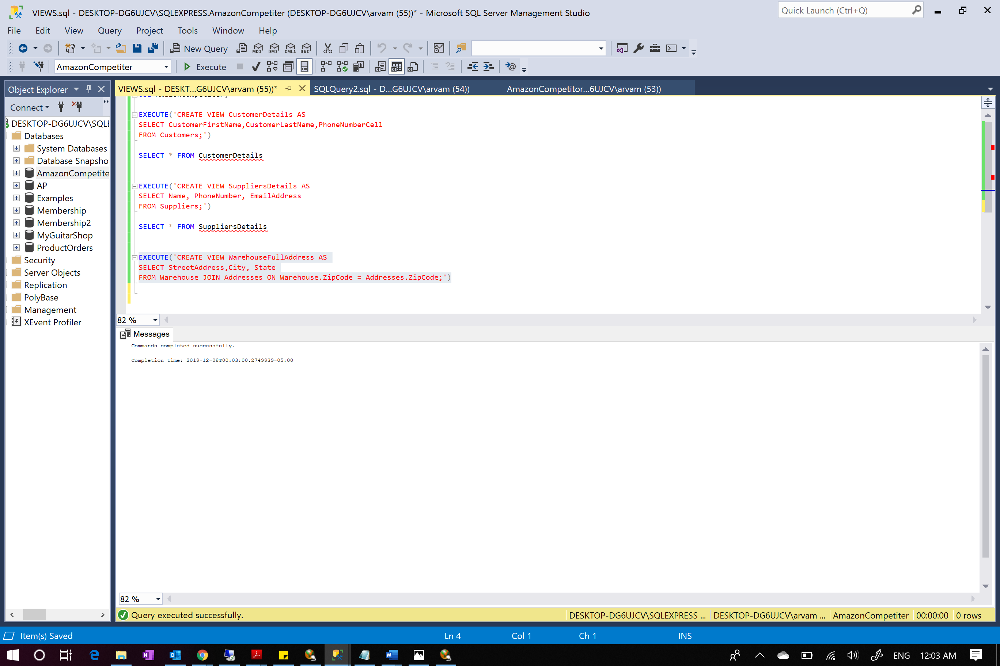 VIEWS.sql - DESKTOP-DG6UJCV\SQLEXPRESS.AmazonCompetiter (DESKTOP-DG6UJCV\arvam (55))* - Microsoft SQL Server Management Studio
Quick Launch (Ctrl+Q)
File Edit View Query Project Tools Window Help
New Query MDX DMX XMLA DAX
AmazonCompetiter Execute
Object Explorer
VIEWS.sql - DESKT...G6UJCV\arvam (55))* SQLQuery2.sql - D...G6UJCV\arvam (54)) AmazonCompetitor...6UJCV\arvam (53))
Connect
DESKTOP-DG6UJCV\SQLE
Databases
System Databases
Database Snapsho
AmazonCompetite
AP
Examples
Membership
Membership2
MyGuitarShop
ProductOrders
Security
Server Objects
Replication
PolyBase
Management
XEvent Profiler
EXECUTE('CREATE VIEW CustomerDetails AS
SELECT CustomerFirstName,CustomerLastName,PhoneNumberCell
FROM Customers;')
SELECT * FROM CustomerDetails
EXECUTE('CREATE VIEW SuppliersDetails AS
SELECT Name, PhoneNumber, EmailAddress
FROM Suppliers;')
SELECT * FROM SuppliersDetails
EXECUTE('CREATE VIEW WarehouseFullAddress AS
SELECT StreetAddress,City, State
FROM Warehouse JOIN Addresses ON Warehouse.ZipCode = Addresses.ZipCode;')
82 %
Messages
Commands completed successfully.
Completion time: 2019-12-08T00:03:00.2749939-05:00
82 %
Query executed successfully. DESKTOP-DG6UJCV\SQLEXPRESS ... DESKTOP-DG6UJCV\arvam ... AmazonCompetiter 00:00:00 0 rows
Item(s) Saved Ln 4 Col 1 Ch 1 INS
ENG 12:03 AM